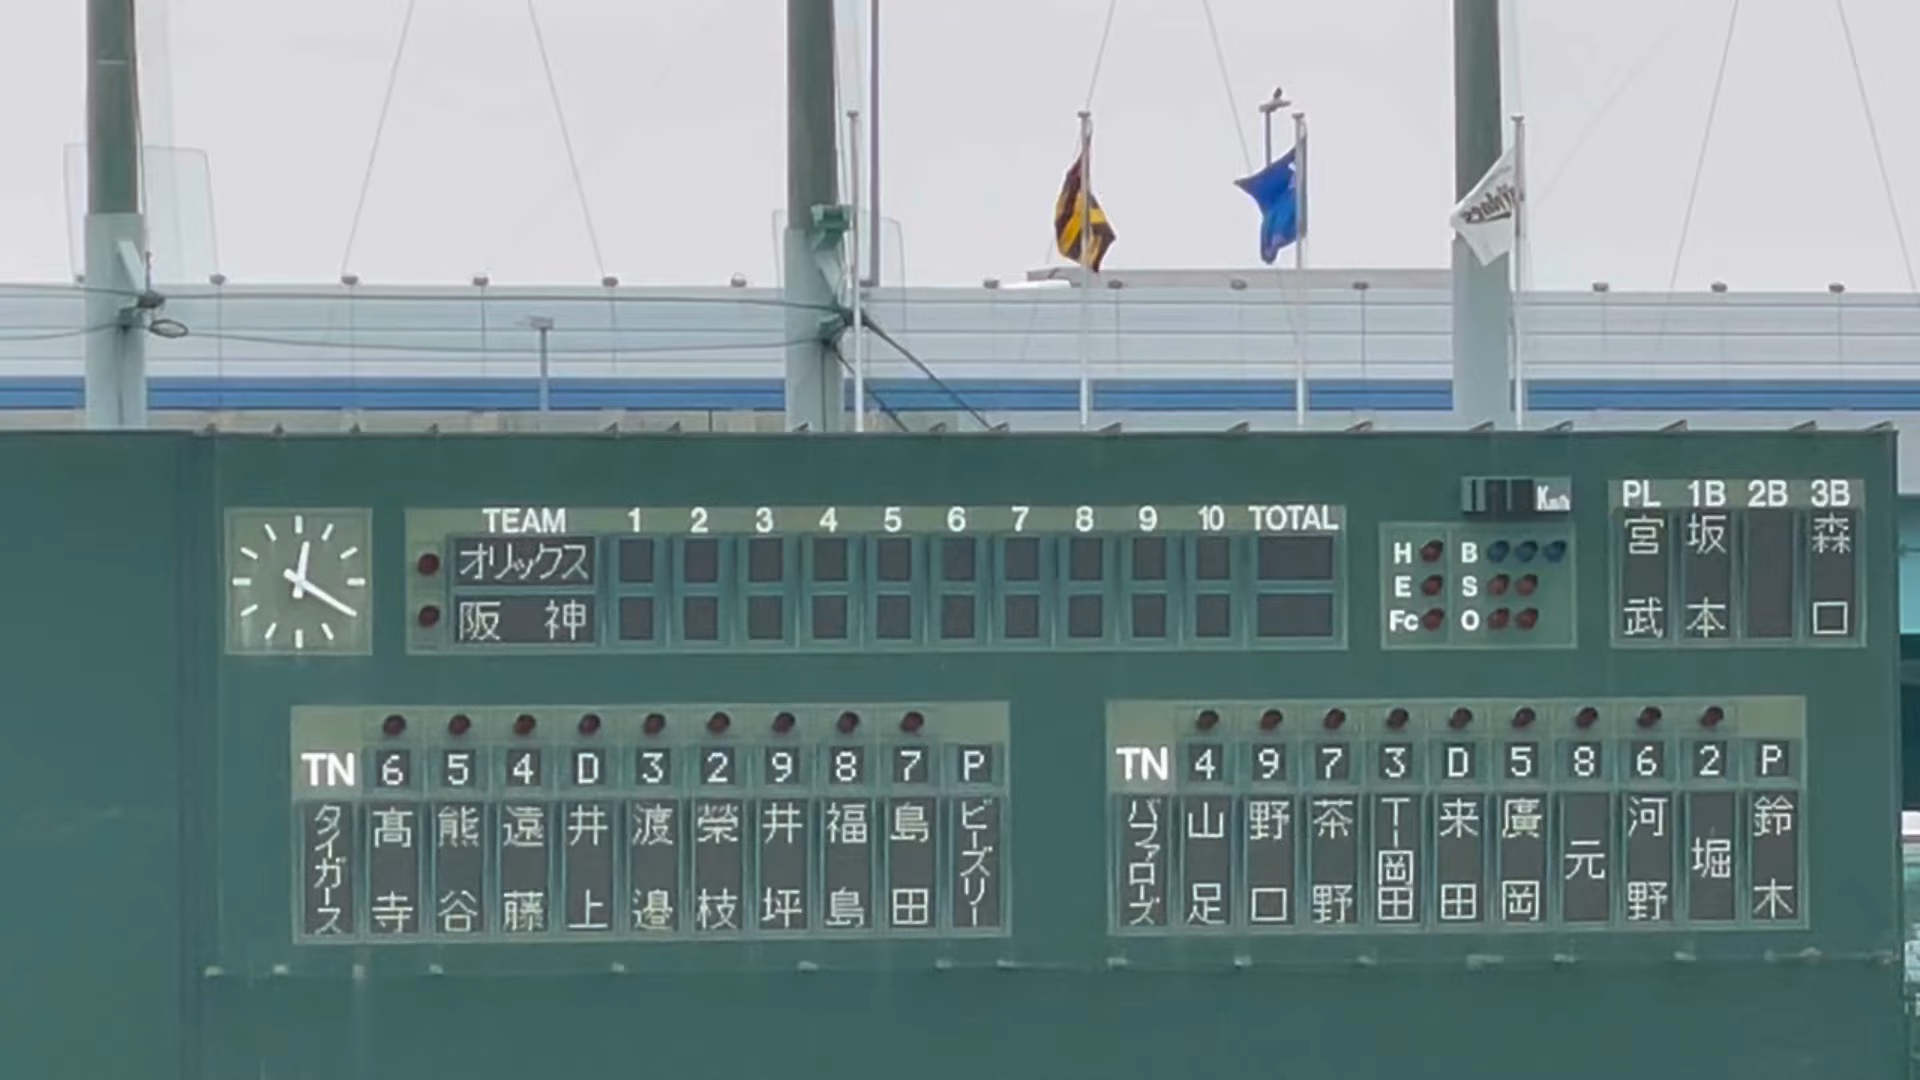 Km/h
PL 1B 2B 3B
宮武 坂本 森口
TEAM 1 2 3 4 5 6 7 8 9 10 TOTAL
オリックス
阪神
H B
E S
Fc O
TN 6 5 4 D 3 2 9 8 7 P
タイガース 髙寺 熊谷 遠藤 井上 渡邉 榮枝 井坪 福島 島田 ビーズリー
TN 4 9 7 3 D 5 8 6 2 P
バファローズ 山足 野口 茶野 T-岡田 来田 廣岡 元 河野 堀 鈴木